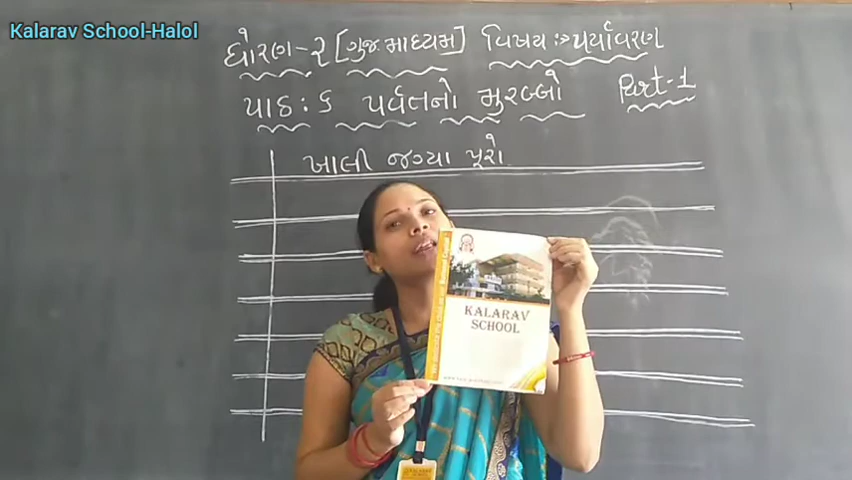 Kalarav School-Halol
ધોરણ-૨ [ગુજ માધ્યમ] વિષય :→ પર્યાવરણ
પાઠ : ૬ પર્વતનો મુરબ્બો Part-1
ખાલી જગ્યા પૂરો.
KALARAV
SCHOOL